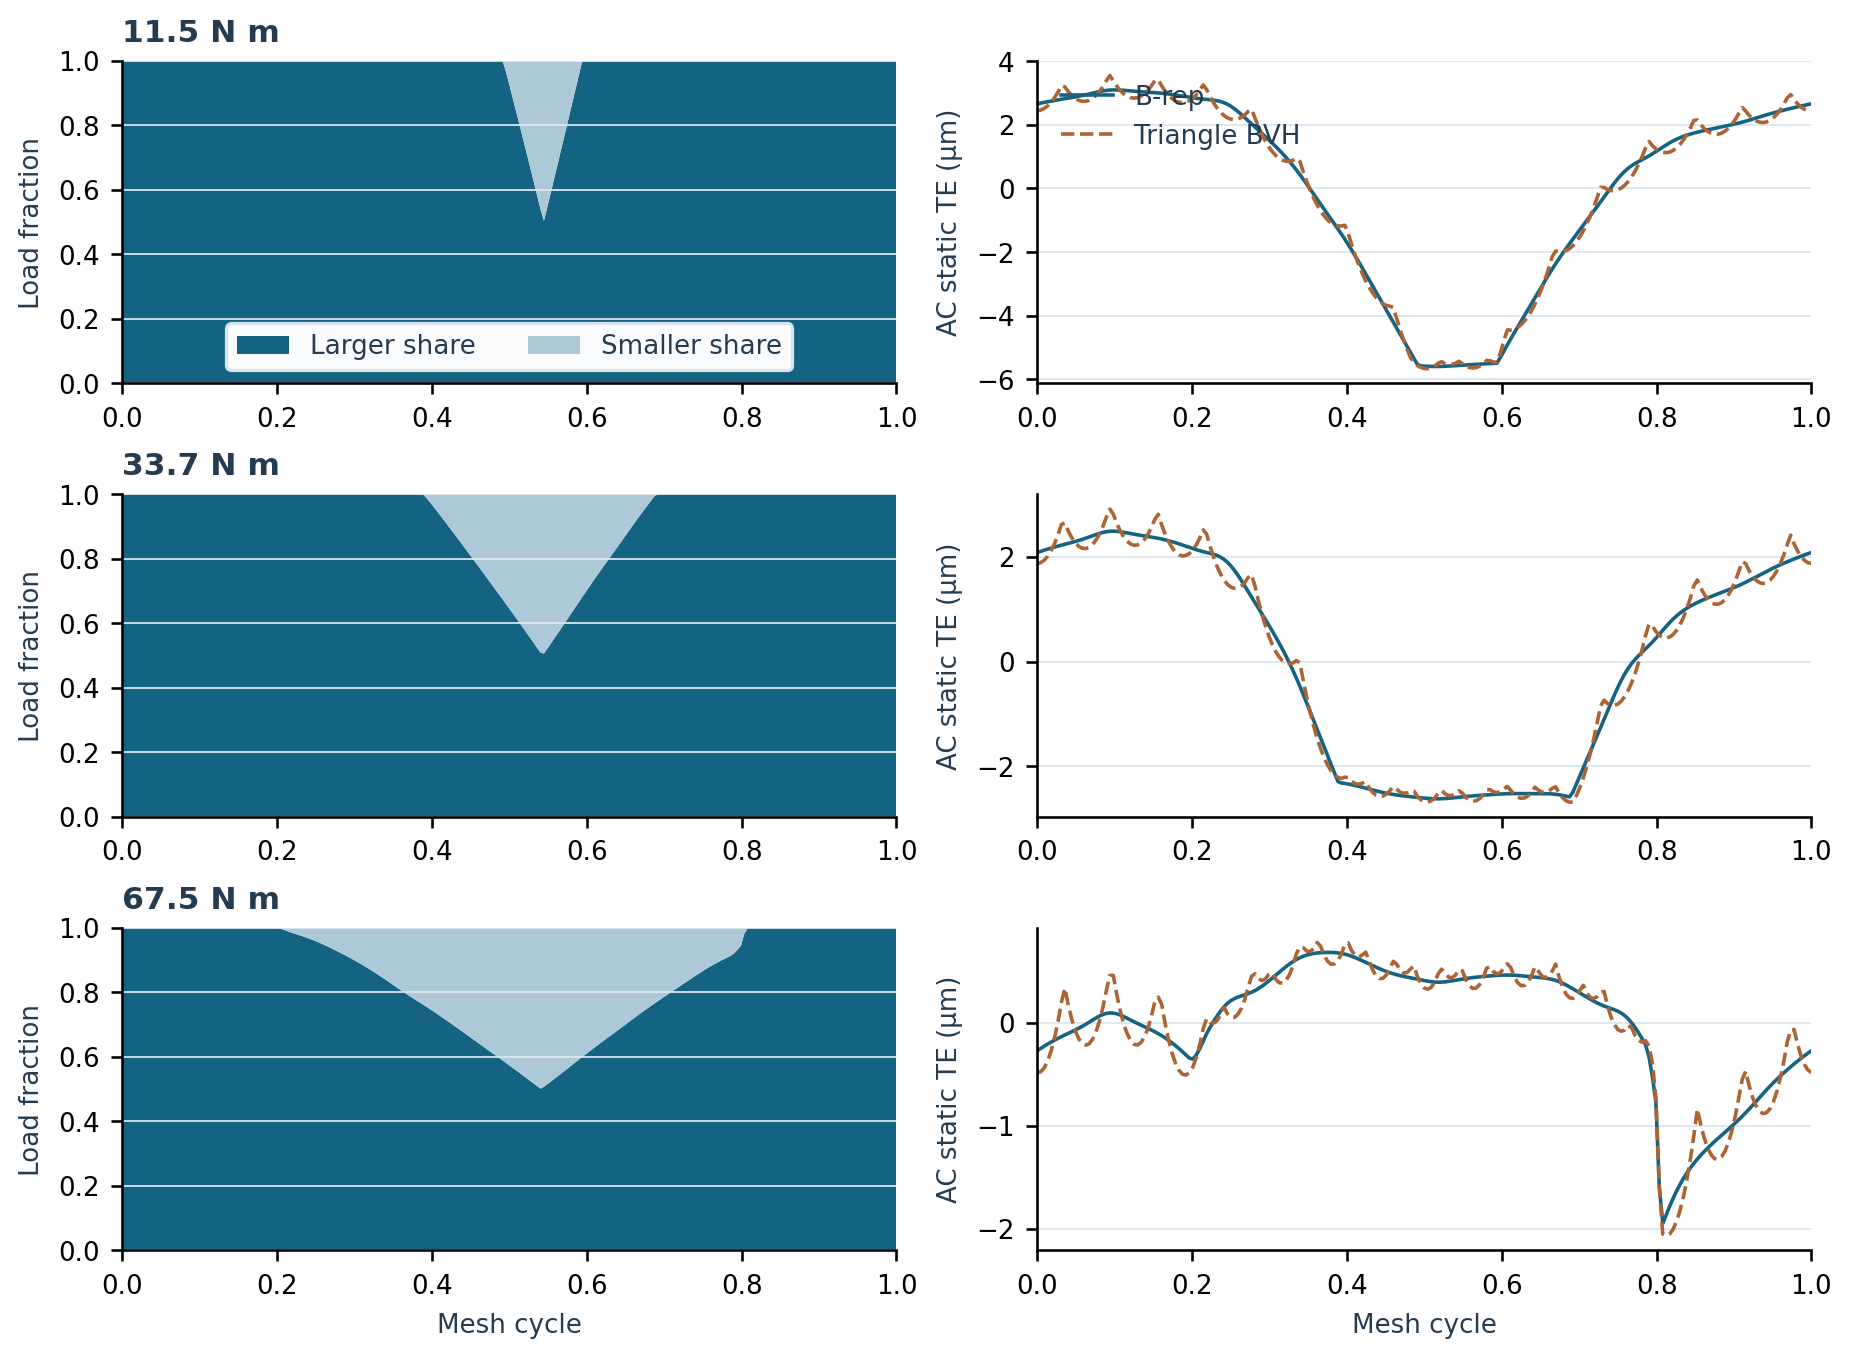 11.5 N m
1.0
0.8
0.6
0.4
0.2
0.0
Load fraction
Larger share
Smaller share
0.0 0.2 0.4 0.6 0.8 1.0
4
2
0
−2
−4
−6
AC static TE (μm)
B-rep
Triangle BVH
0.0 0.2 0.4 0.6 0.8 1.0
33.7 N m
1.0
0.8
0.6
0.4
0.2
0.0
Load fraction
0.0 0.2 0.4 0.6 0.8 1.0
2
0
−2
AC static TE (μm)
0.0 0.2 0.4 0.6 0.8 1.0
67.5 N m
1.0
0.8
0.6
0.4
0.2
0.0
Load fraction
0.0 0.2 0.4 0.6 0.8 1.0
Mesh cycle
0
−1
−2
AC static TE (μm)
0.0 0.2 0.4 0.6 0.8 1.0
Mesh cycle